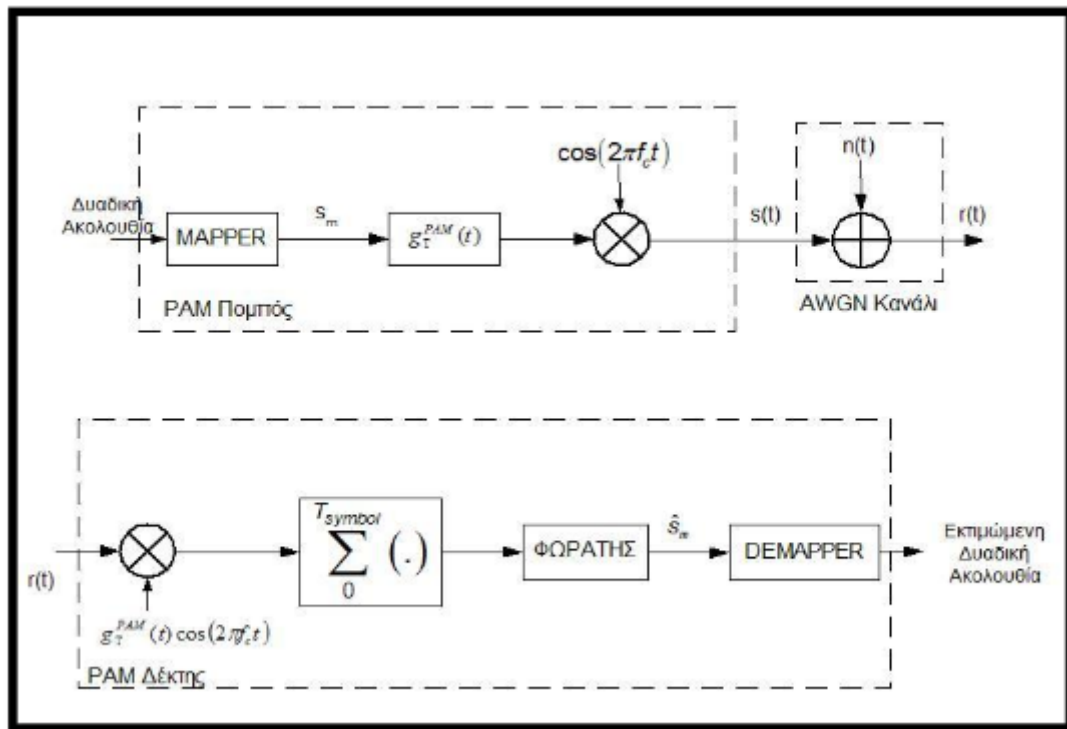 cos(2πf_c t)
n(t)
Δυαδική
Ακολουθία
MAPPER
s_m
g_T^{PAM}(t)
s(t)
r(t)
PAM Πομπός
AWGN Κανάλι
T_symbol
∑(.)
0
r(t)
ΦΩΡΑΤΗΣ
ŝ_m
DEMAPPER
Εκτιμώμενη
Δυαδική
Ακολουθία
g_T^{PAM}(t)cos(2πf_c t)
PAM Δέκτης